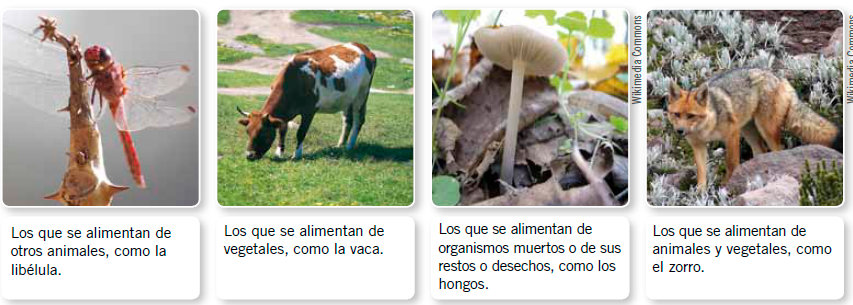 Wikimedia Commons
Wikimedia Commons
Los que se alimentan de
otros animales, como la
libélula.
Los que se alimentan de
vegetales, como la vaca.
Los que se alimentan de
organismos muertos o de sus
restos o desechos, como los
hongos.
Los que se alimentan de
animales y vegetales, como
el zorro.